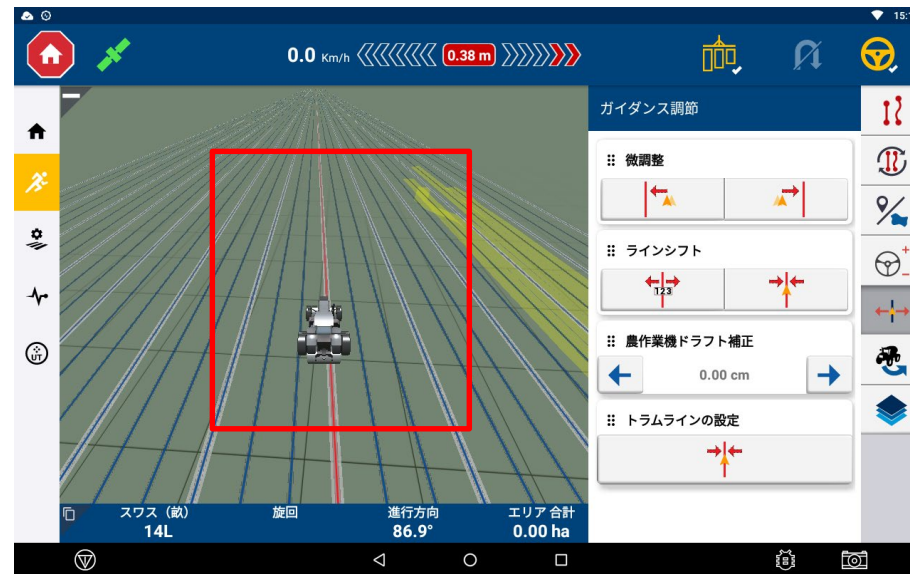 15:
0.0 Km/h 0.38 m
ガイダンス調節
微調整
ラインシフト
123
農作業機ドラフト補正
0.00 cm
トラムラインの設定
UT
スワス（畝） 旋回 進行方向 エリア 合計
14L 86.9° 0.00 ha